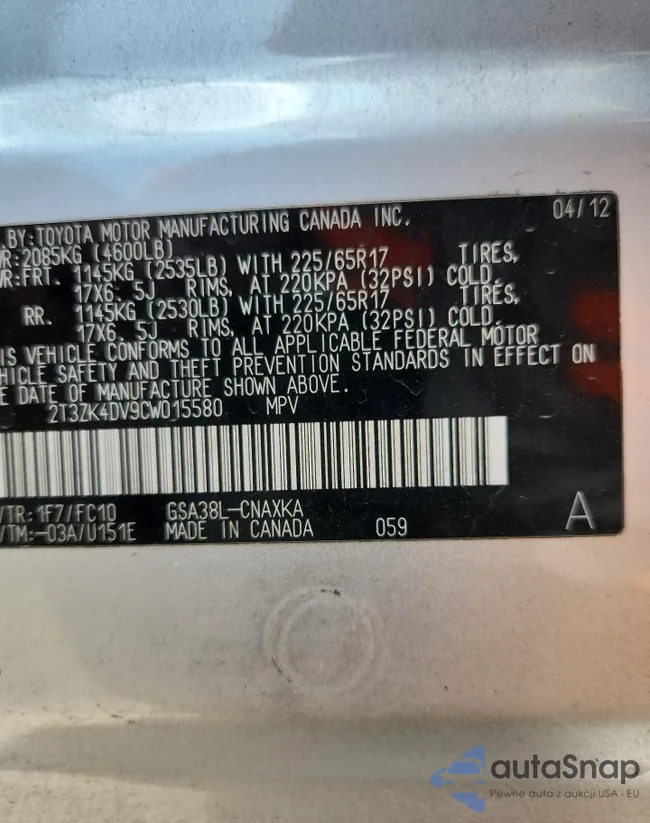 . BY: TOYOTA MOTOR MANUFACTURING CANADA INC. 04/12
WR: 2085KG (4600LB)
WR: FRT 1145KG (2535LB) WITH 225/65R17 TIRES,
17X6. 5J RIMS, AT 220KPA (32PSI) COLD,
RR. 1145KG (2530LB) WITH 225/65R17 TIRES,
17X6. 5J RIMS, AT 220KPA (32PSI) COLD.
IS VEHICLE CONFORMS TO ALL APPLICABLE FEDERAL MOTOR
HICLE SAFETY AND THEFT PREVENTION STANDARDS IN EFFECT ON
E DATE OF MANUFACTURE SHOWN ABOVE.
2T3ZK4DV9CW015580 MPV
/TR: 1F7/FC10 GSA38L-CNAXKA
/TM:-03A/U151E MADE IN CANADA 059 A
autaSnap
Pewne auta z aukcji USA i EU